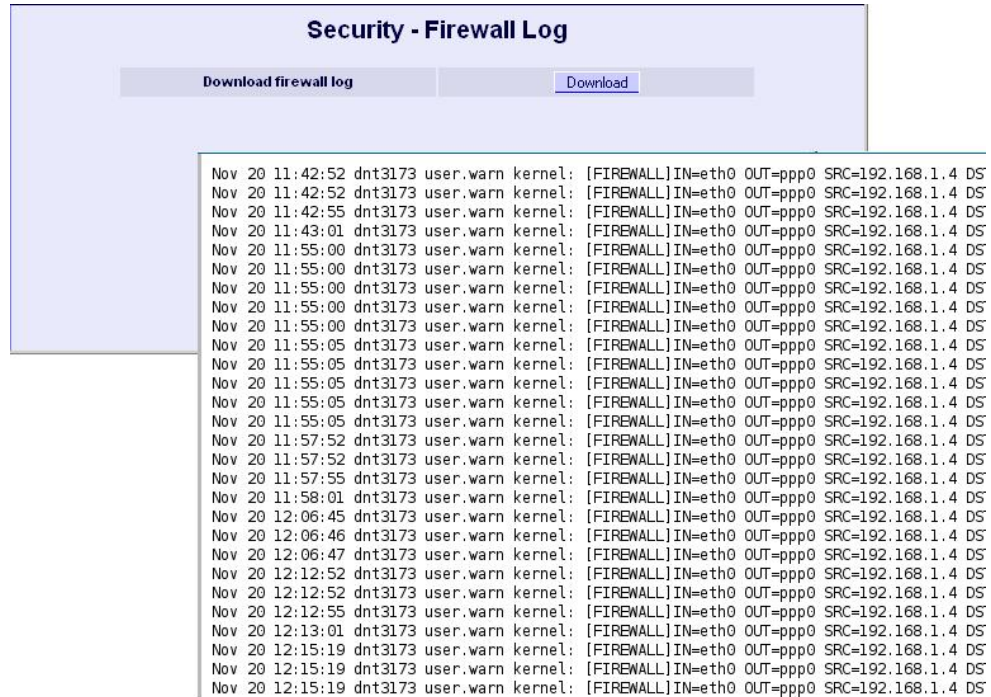 Security - Firewall Log
Download firewall log Download
Nov 20 11:42:52 dnt3173 user.warn kernel: [FIREWALL]IN=eth0 OUT=ppp0 SRC=192.168.1.4 DST
Nov 20 11:42:52 dnt3173 user.warn kernel: [FIREWALL]IN=eth0 OUT=ppp0 SRC=192.168.1.4 DST
Nov 20 11:42:55 dnt3173 user.warn kernel: [FIREWALL]IN=eth0 OUT=ppp0 SRC=192.168.1.4 DST
Nov 20 11:43:01 dnt3173 user.warn kernel: [FIREWALL]IN=eth0 OUT=ppp0 SRC=192.168.1.4 DST
Nov 20 11:55:00 dnt3173 user.warn kernel: [FIREWALL]IN=eth0 OUT=ppp0 SRC=192.168.1.4 DST
Nov 20 11:55:00 dnt3173 user.warn kernel: [FIREWALL]IN=eth0 OUT=ppp0 SRC=192.168.1.4 DST
Nov 20 11:55:00 dnt3173 user.warn kernel: [FIREWALL]IN=eth0 OUT=ppp0 SRC=192.168.1.4 DST
Nov 20 11:55:00 dnt3173 user.warn kernel: [FIREWALL]IN=eth0 OUT=ppp0 SRC=192.168.1.4 DST
Nov 20 11:55:00 dnt3173 user.warn kernel: [FIREWALL]IN=eth0 OUT=ppp0 SRC=192.168.1.4 DST
Nov 20 11:55:05 dnt3173 user.warn kernel: [FIREWALL]IN=eth0 OUT=ppp0 SRC=192.168.1.4 DST
Nov 20 11:55:05 dnt3173 user.warn kernel: [FIREWALL]IN=eth0 OUT=ppp0 SRC=192.168.1.4 DST
Nov 20 11:55:05 dnt3173 user.warn kernel: [FIREWALL]IN=eth0 OUT=ppp0 SRC=192.168.1.4 DST
Nov 20 11:55:05 dnt3173 user.warn kernel: [FIREWALL]IN=eth0 OUT=ppp0 SRC=192.168.1.4 DST
Nov 20 11:55:05 dnt3173 user.warn kernel: [FIREWALL]IN=eth0 OUT=ppp0 SRC=192.168.1.4 DST
Nov 20 11:57:52 dnt3173 user.warn kernel: [FIREWALL]IN=eth0 OUT=ppp0 SRC=192.168.1.4 DST
Nov 20 11:57:52 dnt3173 user.warn kernel: [FIREWALL]IN=eth0 OUT=ppp0 SRC=192.168.1.4 DST
Nov 20 11:57:55 dnt3173 user.warn kernel: [FIREWALL]IN=eth0 OUT=ppp0 SRC=192.168.1.4 DST
Nov 20 11:58:01 dnt3173 user.warn kernel: [FIREWALL]IN=eth0 OUT=ppp0 SRC=192.168.1.4 DST
Nov 20 12:06:45 dnt3173 user.warn kernel: [FIREWALL]IN=eth0 OUT=ppp0 SRC=192.168.1.4 DST
Nov 20 12:06:46 dnt3173 user.warn kernel: [FIREWALL]IN=eth0 OUT=ppp0 SRC=192.168.1.4 DST
Nov 20 12:06:47 dnt3173 user.warn kernel: [FIREWALL]IN=eth0 OUT=ppp0 SRC=192.168.1.4 DST
Nov 20 12:12:52 dnt3173 user.warn kernel: [FIREWALL]IN=eth0 OUT=ppp0 SRC=192.168.1.4 DST
Nov 20 12:12:52 dnt3173 user.warn kernel: [FIREWALL]IN=eth0 OUT=ppp0 SRC=192.168.1.4 DST
Nov 20 12:12:55 dnt3173 user.warn kernel: [FIREWALL]IN=eth0 OUT=ppp0 SRC=192.168.1.4 DST
Nov 20 12:13:01 dnt3173 user.warn kernel: [FIREWALL]IN=eth0 OUT=ppp0 SRC=192.168.1.4 DST
Nov 20 12:15:19 dnt3173 user.warn kernel: [FIREWALL]IN=eth0 OUT=ppp0 SRC=192.168.1.4 DST
Nov 20 12:15:19 dnt3173 user.warn kernel: [FIREWALL]IN=eth0 OUT=ppp0 SRC=192.168.1.4 DST
Nov 20 12:15:19 dnt3173 user.warn kernel: [FIREWALL]IN=eth0 OUT=ppp0 SRC=192.168.1.4 DST